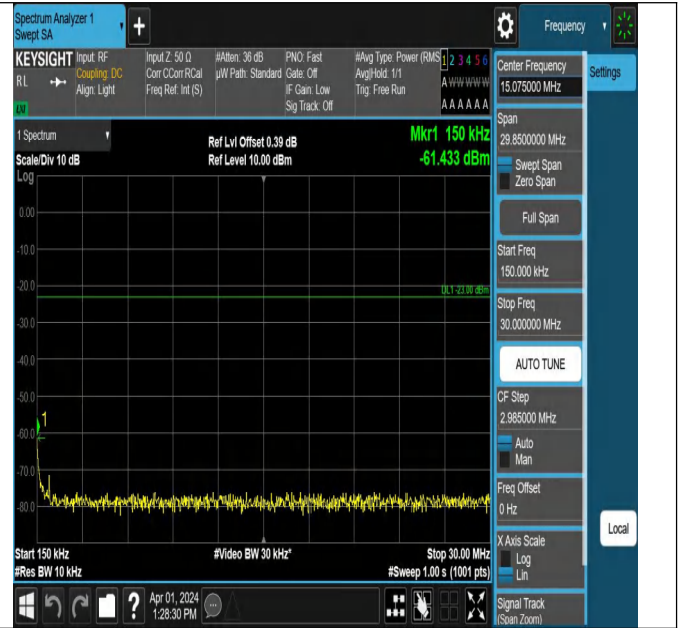 Spectrum Analyzer 1
Swept SA
+
Frequency
KEYSIGHT
RL
LXI
Input: RF
Coupling: DC
Align: Light
Input Z: 50 Ω
Corr CCorr RCal
Freq Ref: Int (S)
#Atten: 36 dB
µW Path: Standard
PNO: Fast
Gate: Off
IF Gain: Low
Sig Track: Off
#Avg Type: Power (RMS
Avg|Hold: 1/1
Trig: Free Run
1 2 3 4 5 6
A W W W W W
A A A A A A
1 Spectrum
Scale/Div 10 dB
Log
Ref Lvl Offset 0.39 dB
Ref Level 10.00 dBm
Mkr1 150 kHz
-61.433 dBm
0.00
-10.0
-20.0
-30.0
-40.0
-50.0
-60.0
-70.0
-80.0
DL1 -23.00 dBm
1
Start 150 kHz
#Res BW 10 kHz
#Video BW 30 kHz*
Stop 30.00 MHz
#Sweep 1.00 s (1001 pts)
Center Frequency
15.075000 MHz
Settings
Span
29.8500000 MHz
Swept Span
Zero Span
Full Span
Start Freq
150.000 kHz
Stop Freq
30.000000 MHz
AUTO TUNE
CF Step
2.985000 MHz
Auto
Man
Freq Offset
0 Hz
X Axis Scale
Log
Lin
Local
Signal Track
(Span Zoom)
?
Apr 01, 2024
1:28:30 PM